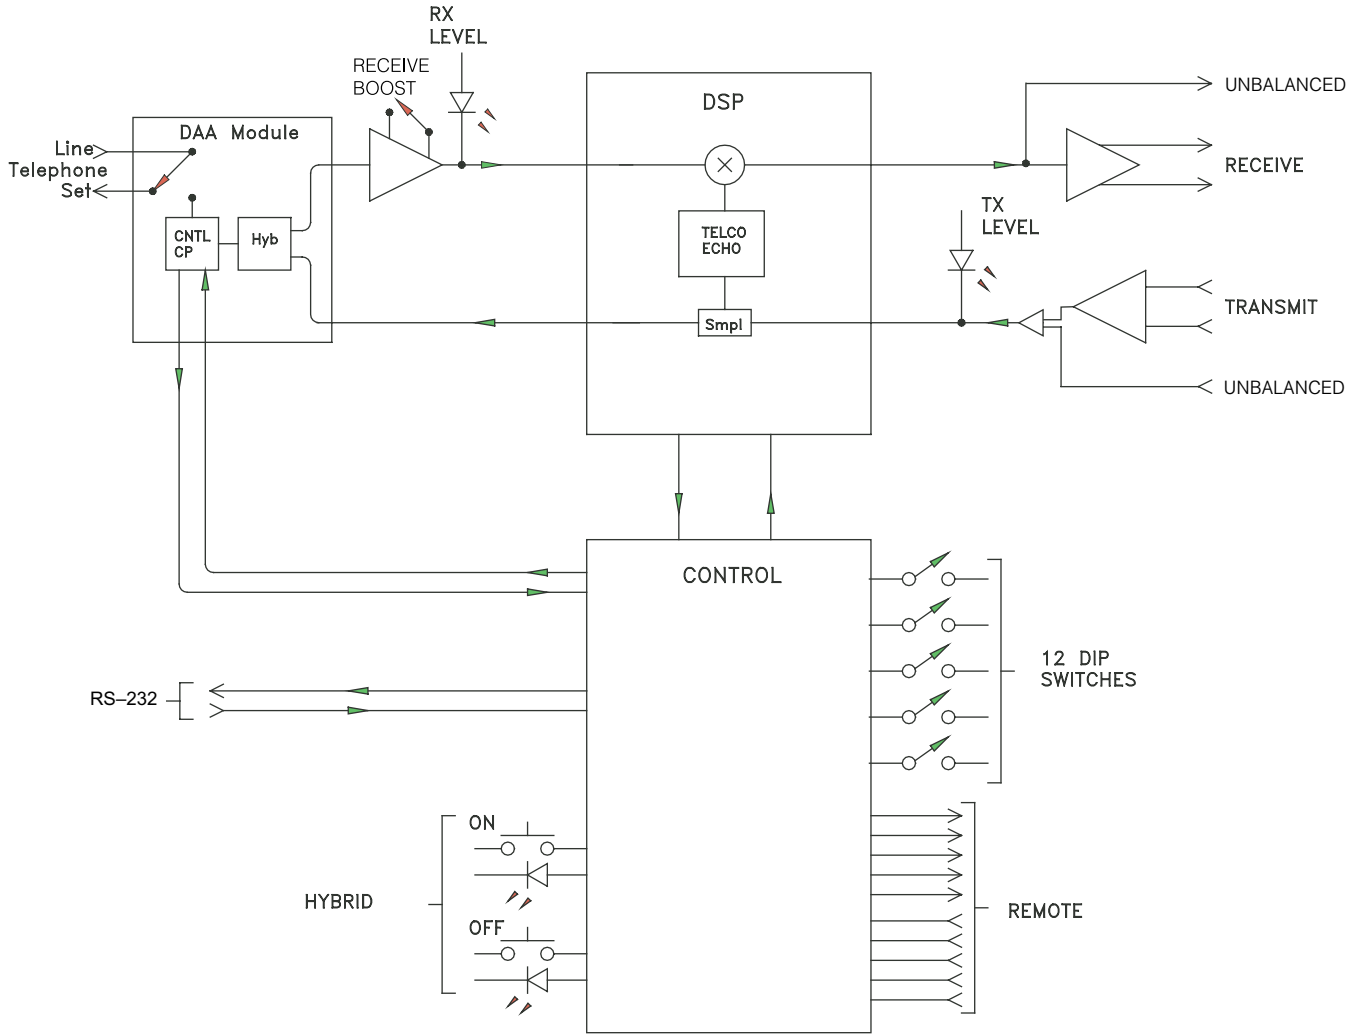 RX
LEVEL
RECEIVE
BOOST
DSP
UNBALANCED
DAA Module
Line
Telephone
Set
RECEIVE
CNTL
CP
Hyb
TELCO
ECHO
TX
LEVEL
Smpl
TRANSMIT
UNBALANCED
CONTROL
12 DIP
SWITCHES
RS–232
ON
HYBRID
OFF
REMOTE